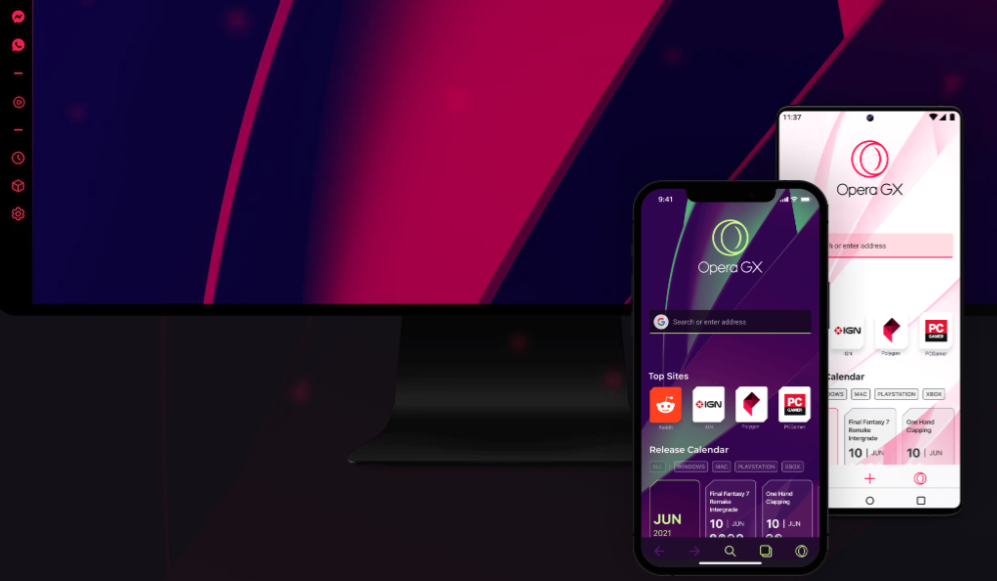 11:37
Opera GX
h or enter address
IGN
PC
GAMER
IGN
Polygon
PCGamer
Calendar
DOWS
MAC
PLAYSTATION
XBOX
Final Fantasy 7
Remake
Intergrade
10 | JUN
One Hand
Clapping
10 | JUN
9:41
Opera GX
G
Search or enter address
Top Sites
IGN
PC
GAMER
Reddit
IGN
Polygon
PCGamer
Release Calendar
ALL
WINDOWS
MAC
PLAYSTATION
XBOX
JUN
2021
Final Fantasy 7
Remake
Intergrade
10 | JUN
One Hand
Clapping
10 | JUN